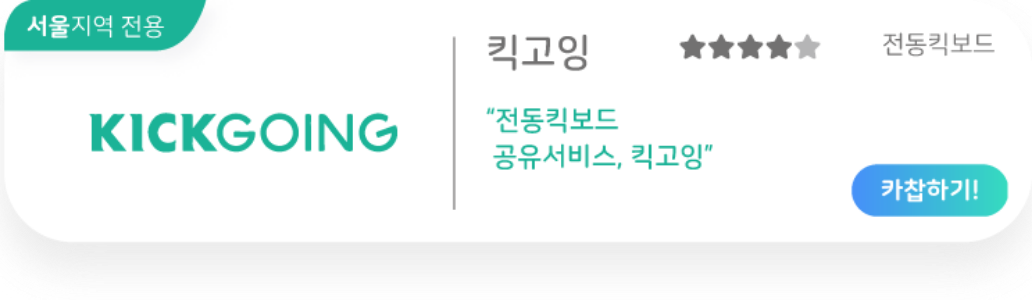 서울지역 전용
KICKGOING
킥고잉
전동킥보드
“전동킥보드
공유서비스, 킥고잉”
카찹하기!